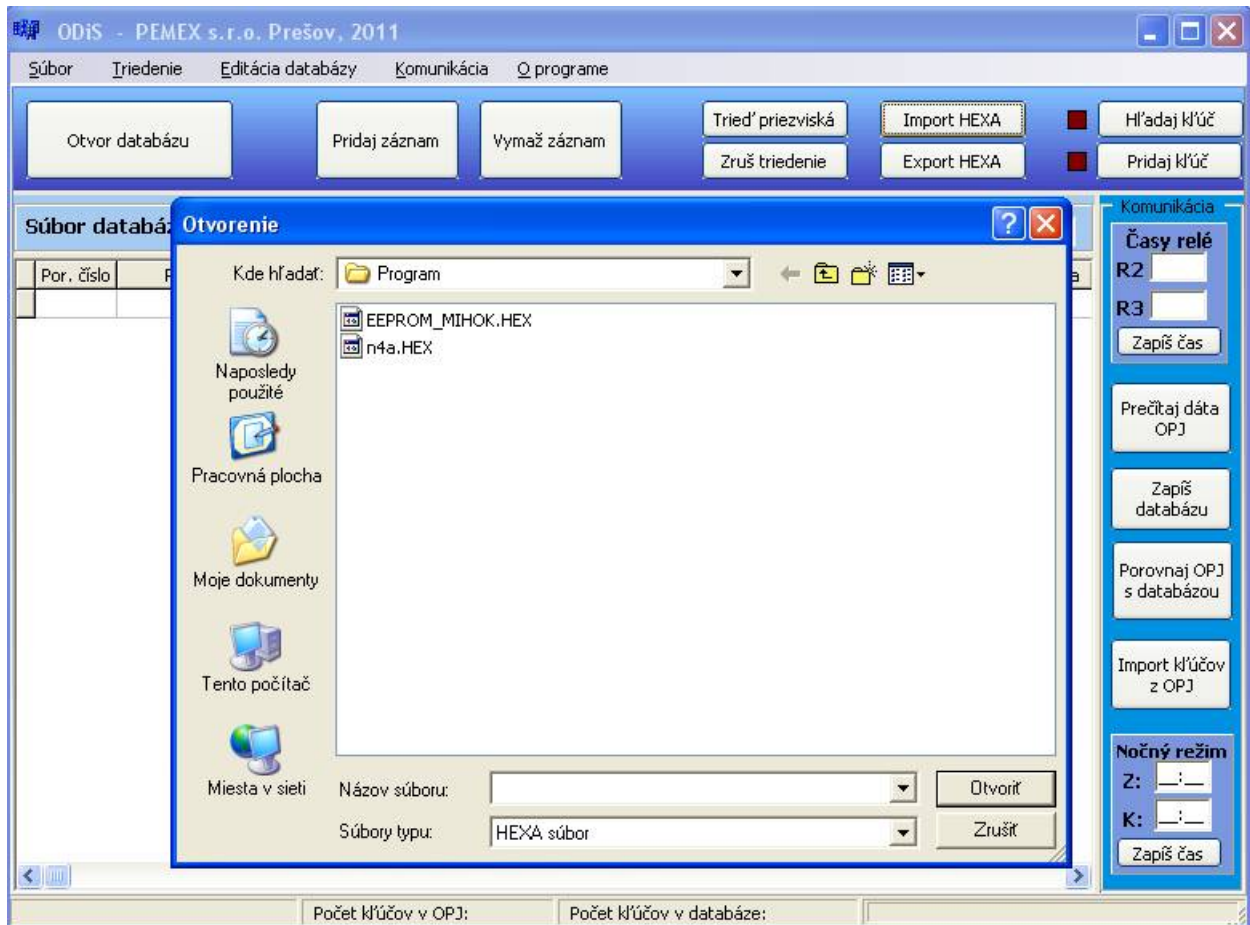 ODiS - PEMEX s.r.o. Prešov, 2011
Súbor Triedenie Editácia databázy Komunikácia O programe
Otvor databázu
Pridaj záznam
Vymaž záznam
Trieď priezviská
Zruš triedenie
Import HEXA
Export HEXA
Hľadaj kľúč
Pridaj kľúč
Súbor databáz
Por. číslo
Otvorenie
Kde hľadať: Program
EEPROM_MIHOK.HEX
n4a.HEX
Naposledy
použité
Pracovná plocha
Moje dokumenty
Tento počítač
Miesta v sieti
Názov súboru:
Otvoriť
Súbory typu: HEXA súbor
Zrušiť
Komunikácia
Časy relé
R2
R3
Zapíš čas
Prečítaj dáta
OPJ
Zapíš
databázu
Porovnaj OPJ
s databázou
Import kľúčov
z OPJ
Nočný režim
Z: __:__
K: __:__
Zapíš čas
Počet kľúčov v OPJ:
Počet kľúčov v databáze: